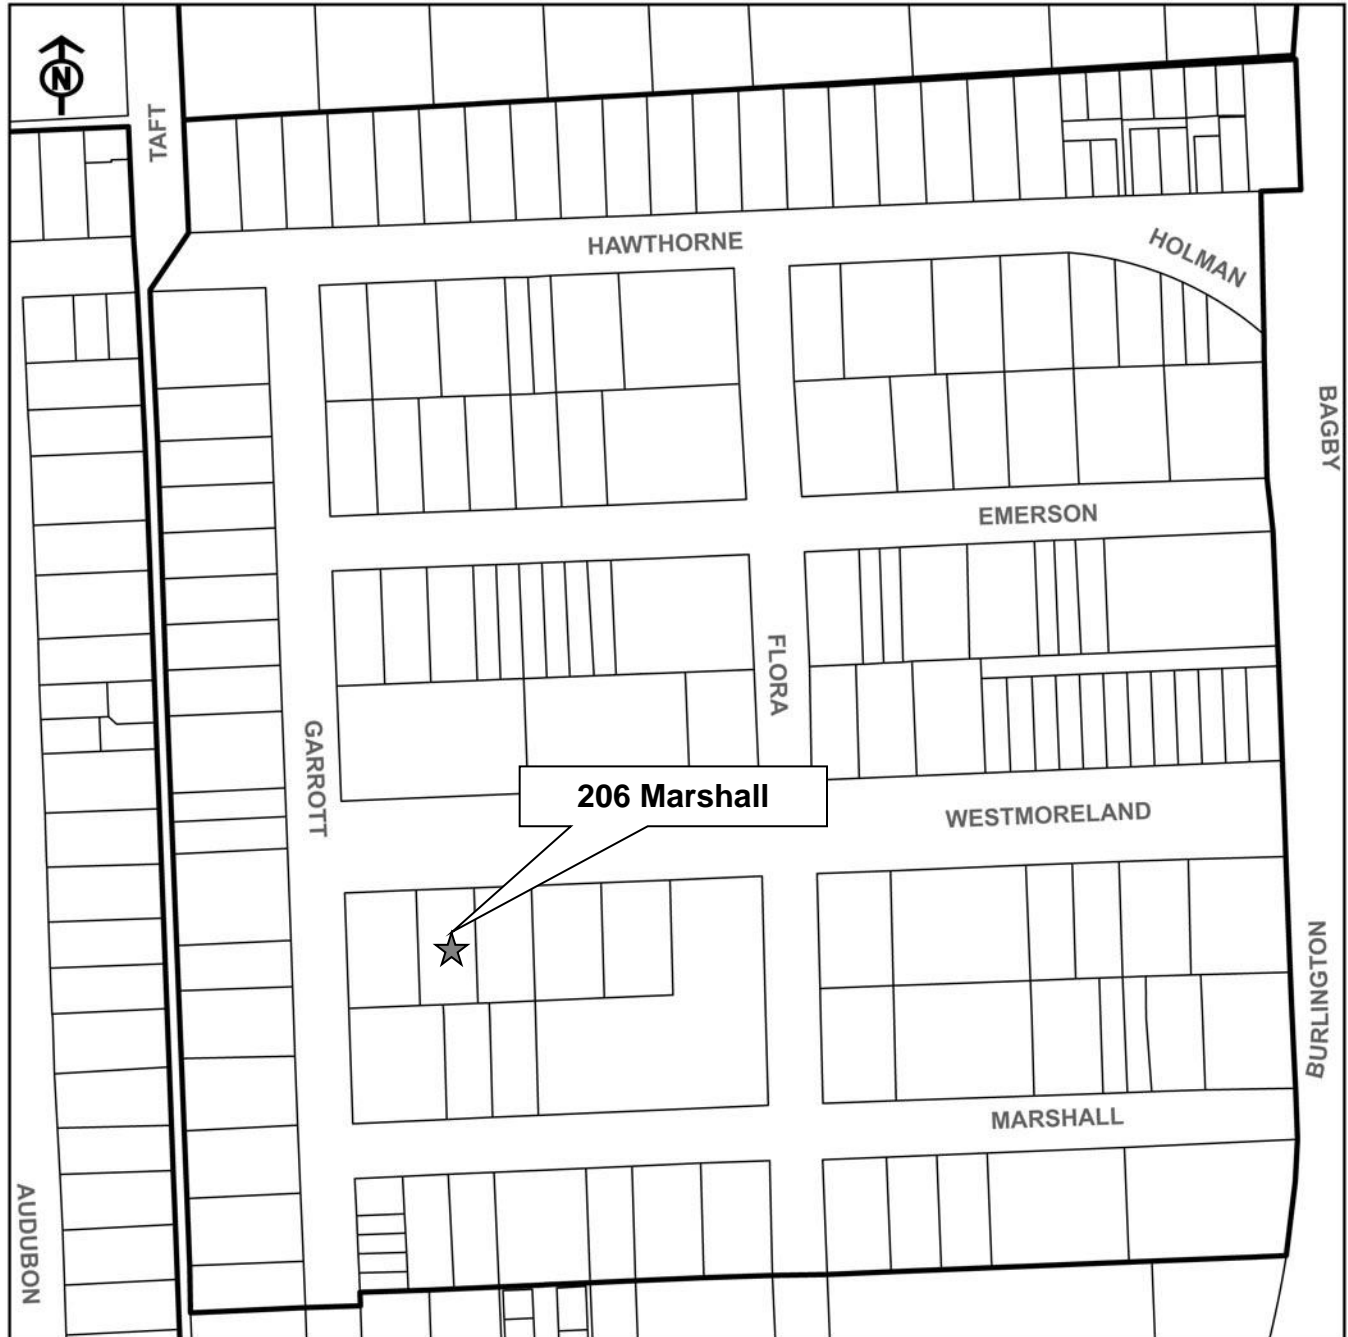 N
TAFT
HAWTHORNE
HOLMAN
BAGBY
EMERSON
FLORA
GARROTT
206 Marshall
WESTMORELAND
BURLINGTON
MARSHALL
AUDUBON